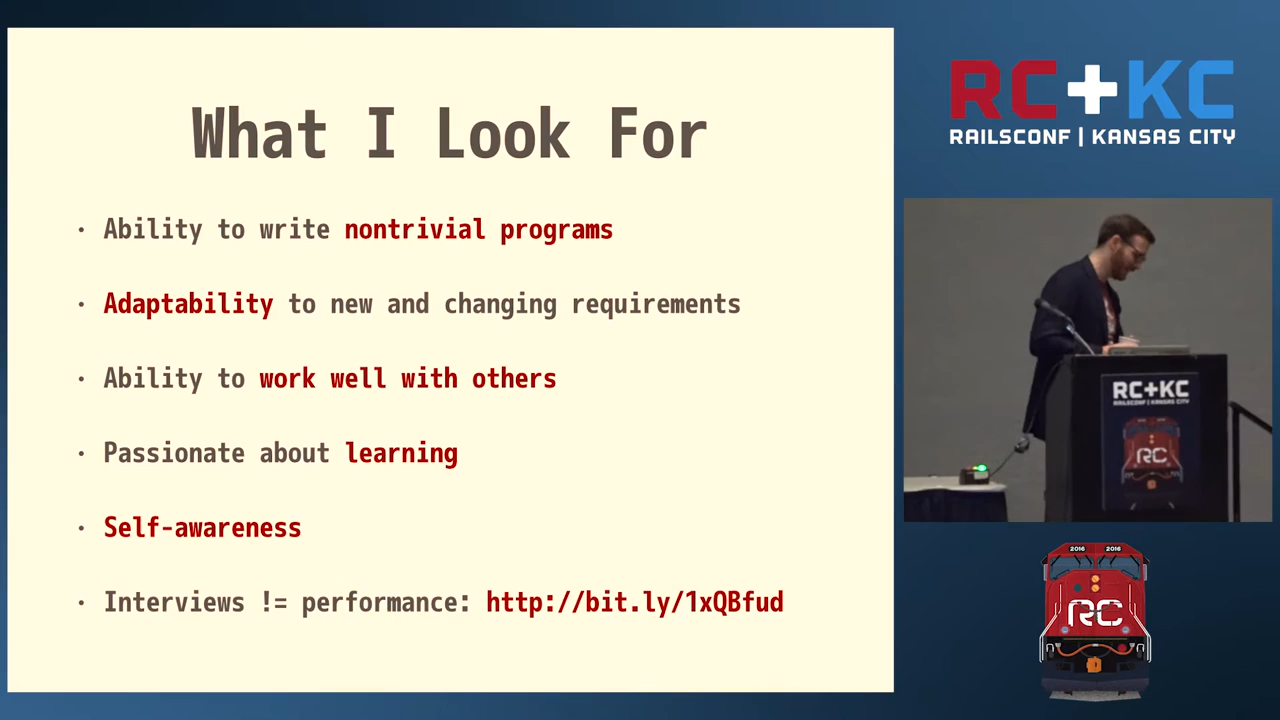 What I Look For
· Ability to write nontrivial programs
· Adaptability to new and changing requirements
· Ability to work well with others
· Passionate about learning
· Self-awareness
· Interviews != performance: http://bit.ly/1xQBfud
RC+KC
RAILSCONF | KANSAS CITY
RC+KC
RAILSCONF | KANSAS CITY
RC
2016 2016
RC